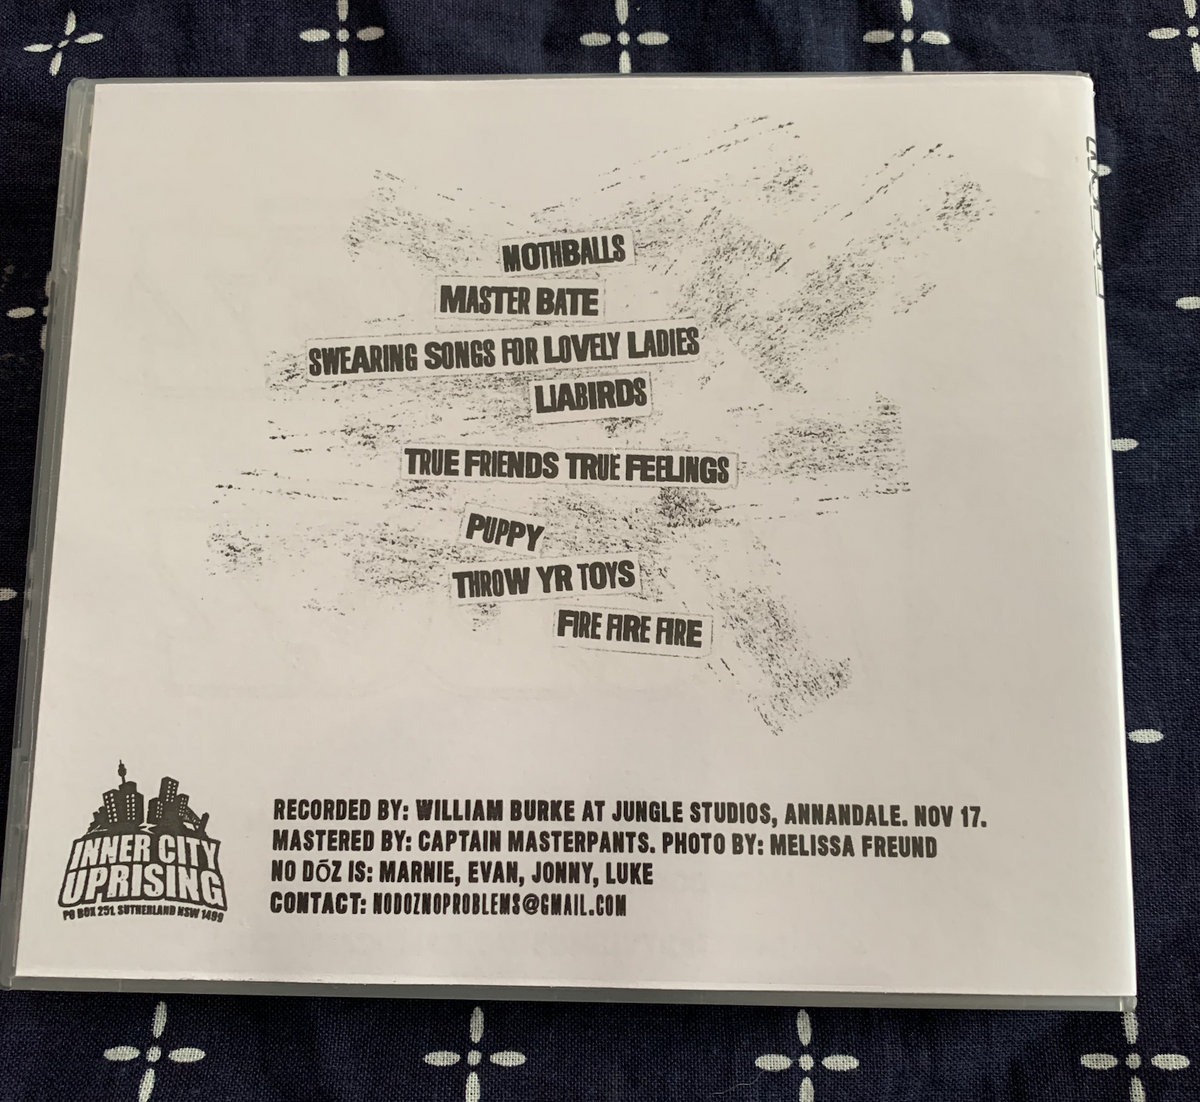 MOTHBALLS
MASTER BATE
SWEARING SONGS FOR LOVELY LADIES
LIABIRDS
TRUE FRIENDS TRUE FEELINGS
PUPPY
THROW YR TOYS
FIRE FIRE FIRE
RECORDED BY: WILLIAM BURKE AT JUNGLE STUDIOS, ANNANDALE. NOV 17.
MASTERED BY: CAPTAIN MASTERPANTS. PHOTO BY: MELISSA FREUND
NO DŌZ IS: MARNIE, EVAN, JONNY, LUKE
CONTACT: NODOZNOPROBLEMS@GMAIL.COM
INNER CITY
UPRISING
PO BOX 251 SUTHERLAND NSW 1499